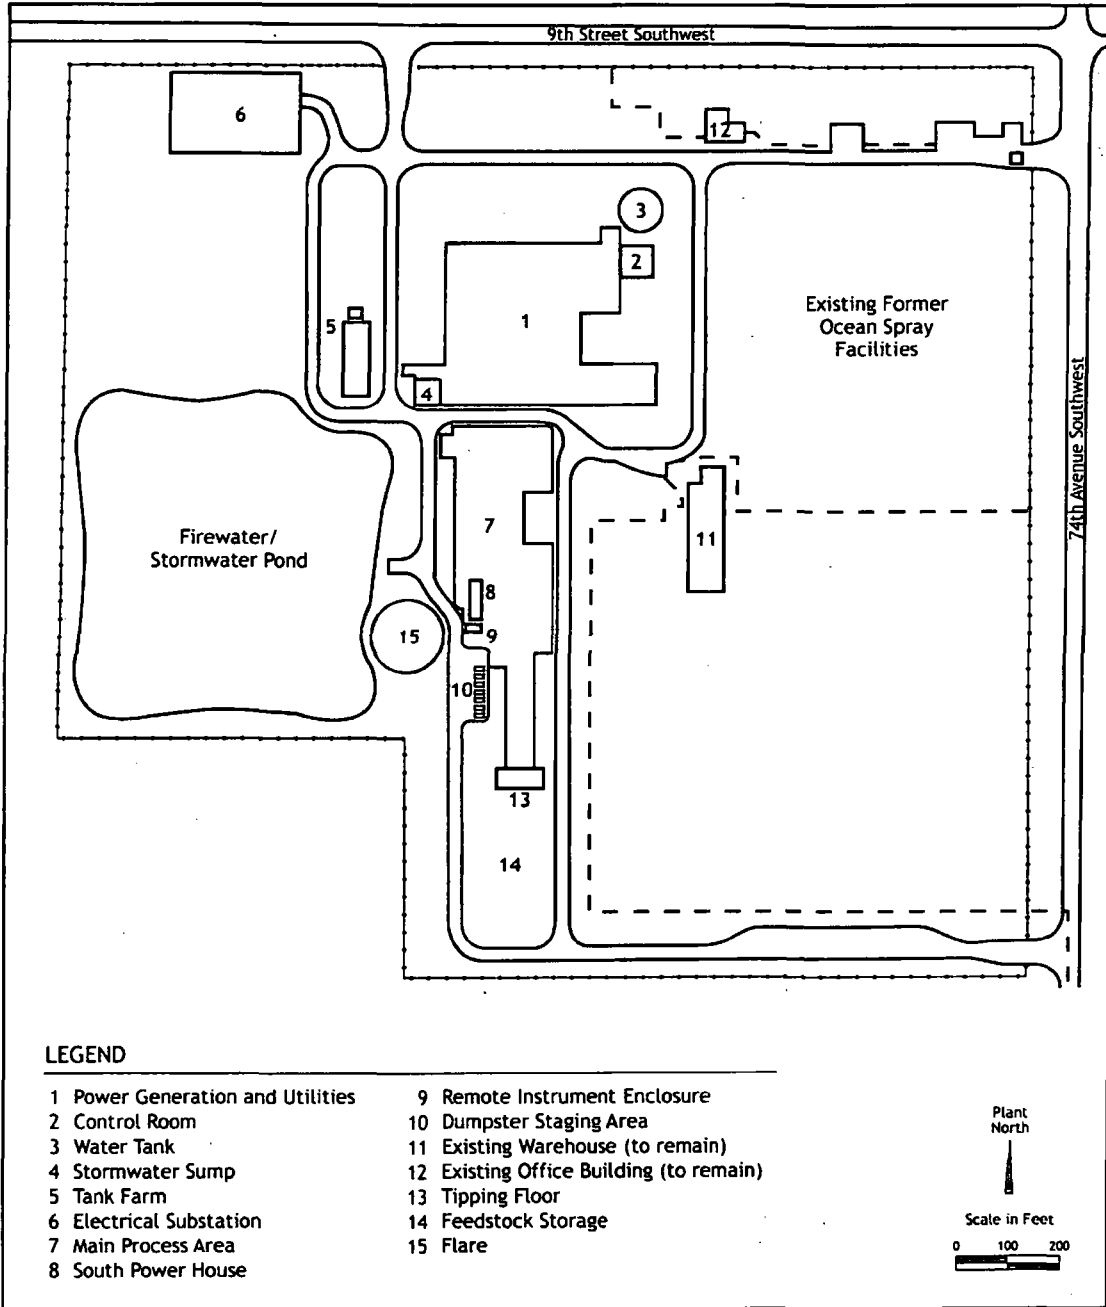 9th Street Southwest
6
12
3
2
Existing Former
Ocean Spray
Facilities
1
5
4
74th Avenue Southwest
7
11
Firewater/
Stormwater Pond
8
9
15
10
13
14
LEGEND
1 Power Generation and Utilities
2 Control Room
3 Water Tank
4 Stormwater Sump
5 Tank Farm
6 Electrical Substation
7 Main Process Area
8 South Power House
9 Remote Instrument Enclosure
10 Dumpster Staging Area
11 Existing Warehouse (to remain)
12 Existing Office Building (to remain)
13 Tipping Floor
14 Feedstock Storage
15 Flare
Plant
North
Scale in Feet
0 100 200